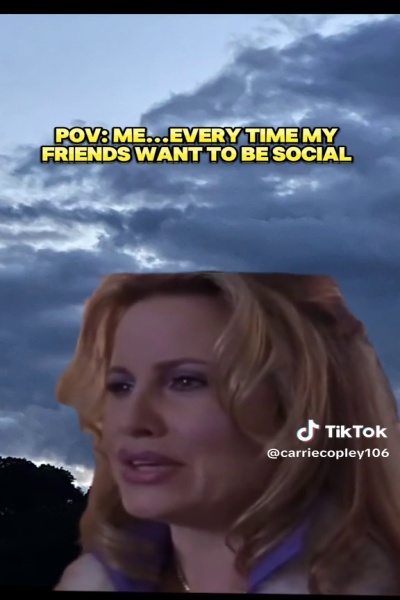 POV: ME...EVERY TIME MY
FRIENDS WANT TO BE SOCIAL
TikTok
@carriecopley106